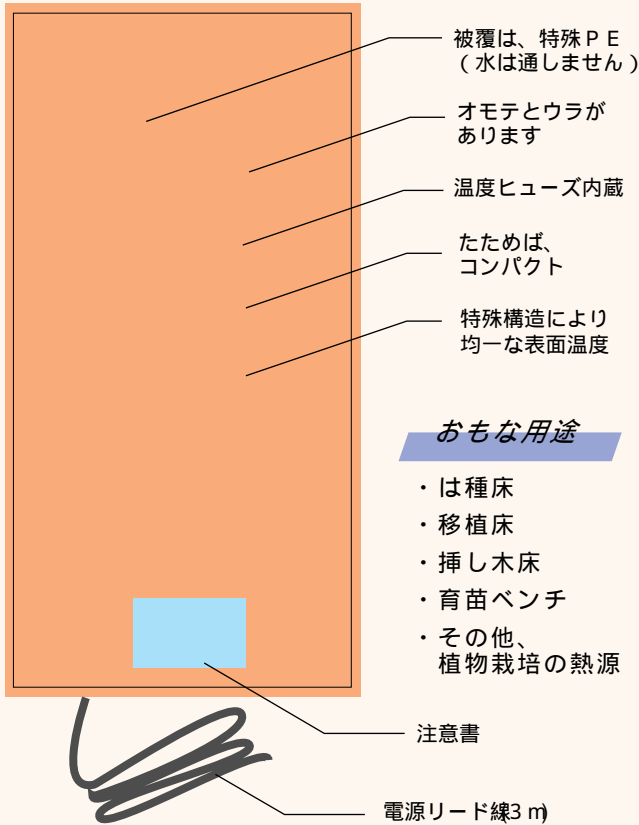 被覆は、特殊ＰＥ
（水は通しません）
オモテとウラが
あります
温度ヒューズ内蔵
たためば、
コンパクト
特殊構造により
均一な表面温度
おもな用途
・は種床
・移植床
・挿し木床
・育苗ベンチ
・その他、
植物栽培の熱源
注意書
電源リード線(3m)